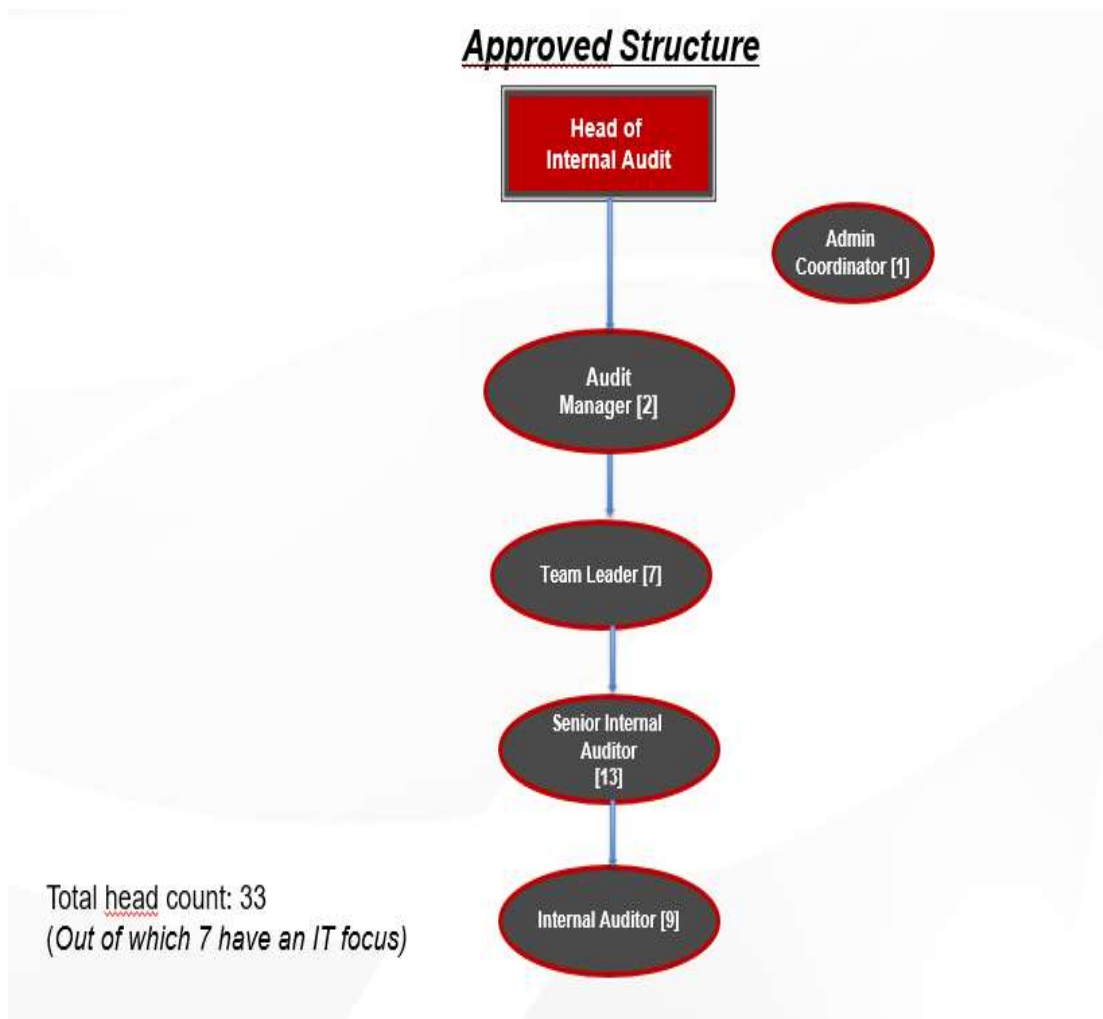 Approved Structure
Head of
Internal Audit
Admin
Coordinator [1]
Audit
Manager [2]
Team Leader [7]
Senior Internal
Auditor
[13]
Internal Auditor [9]
Total head count: 33
(Out of which 7 have an IT focus)